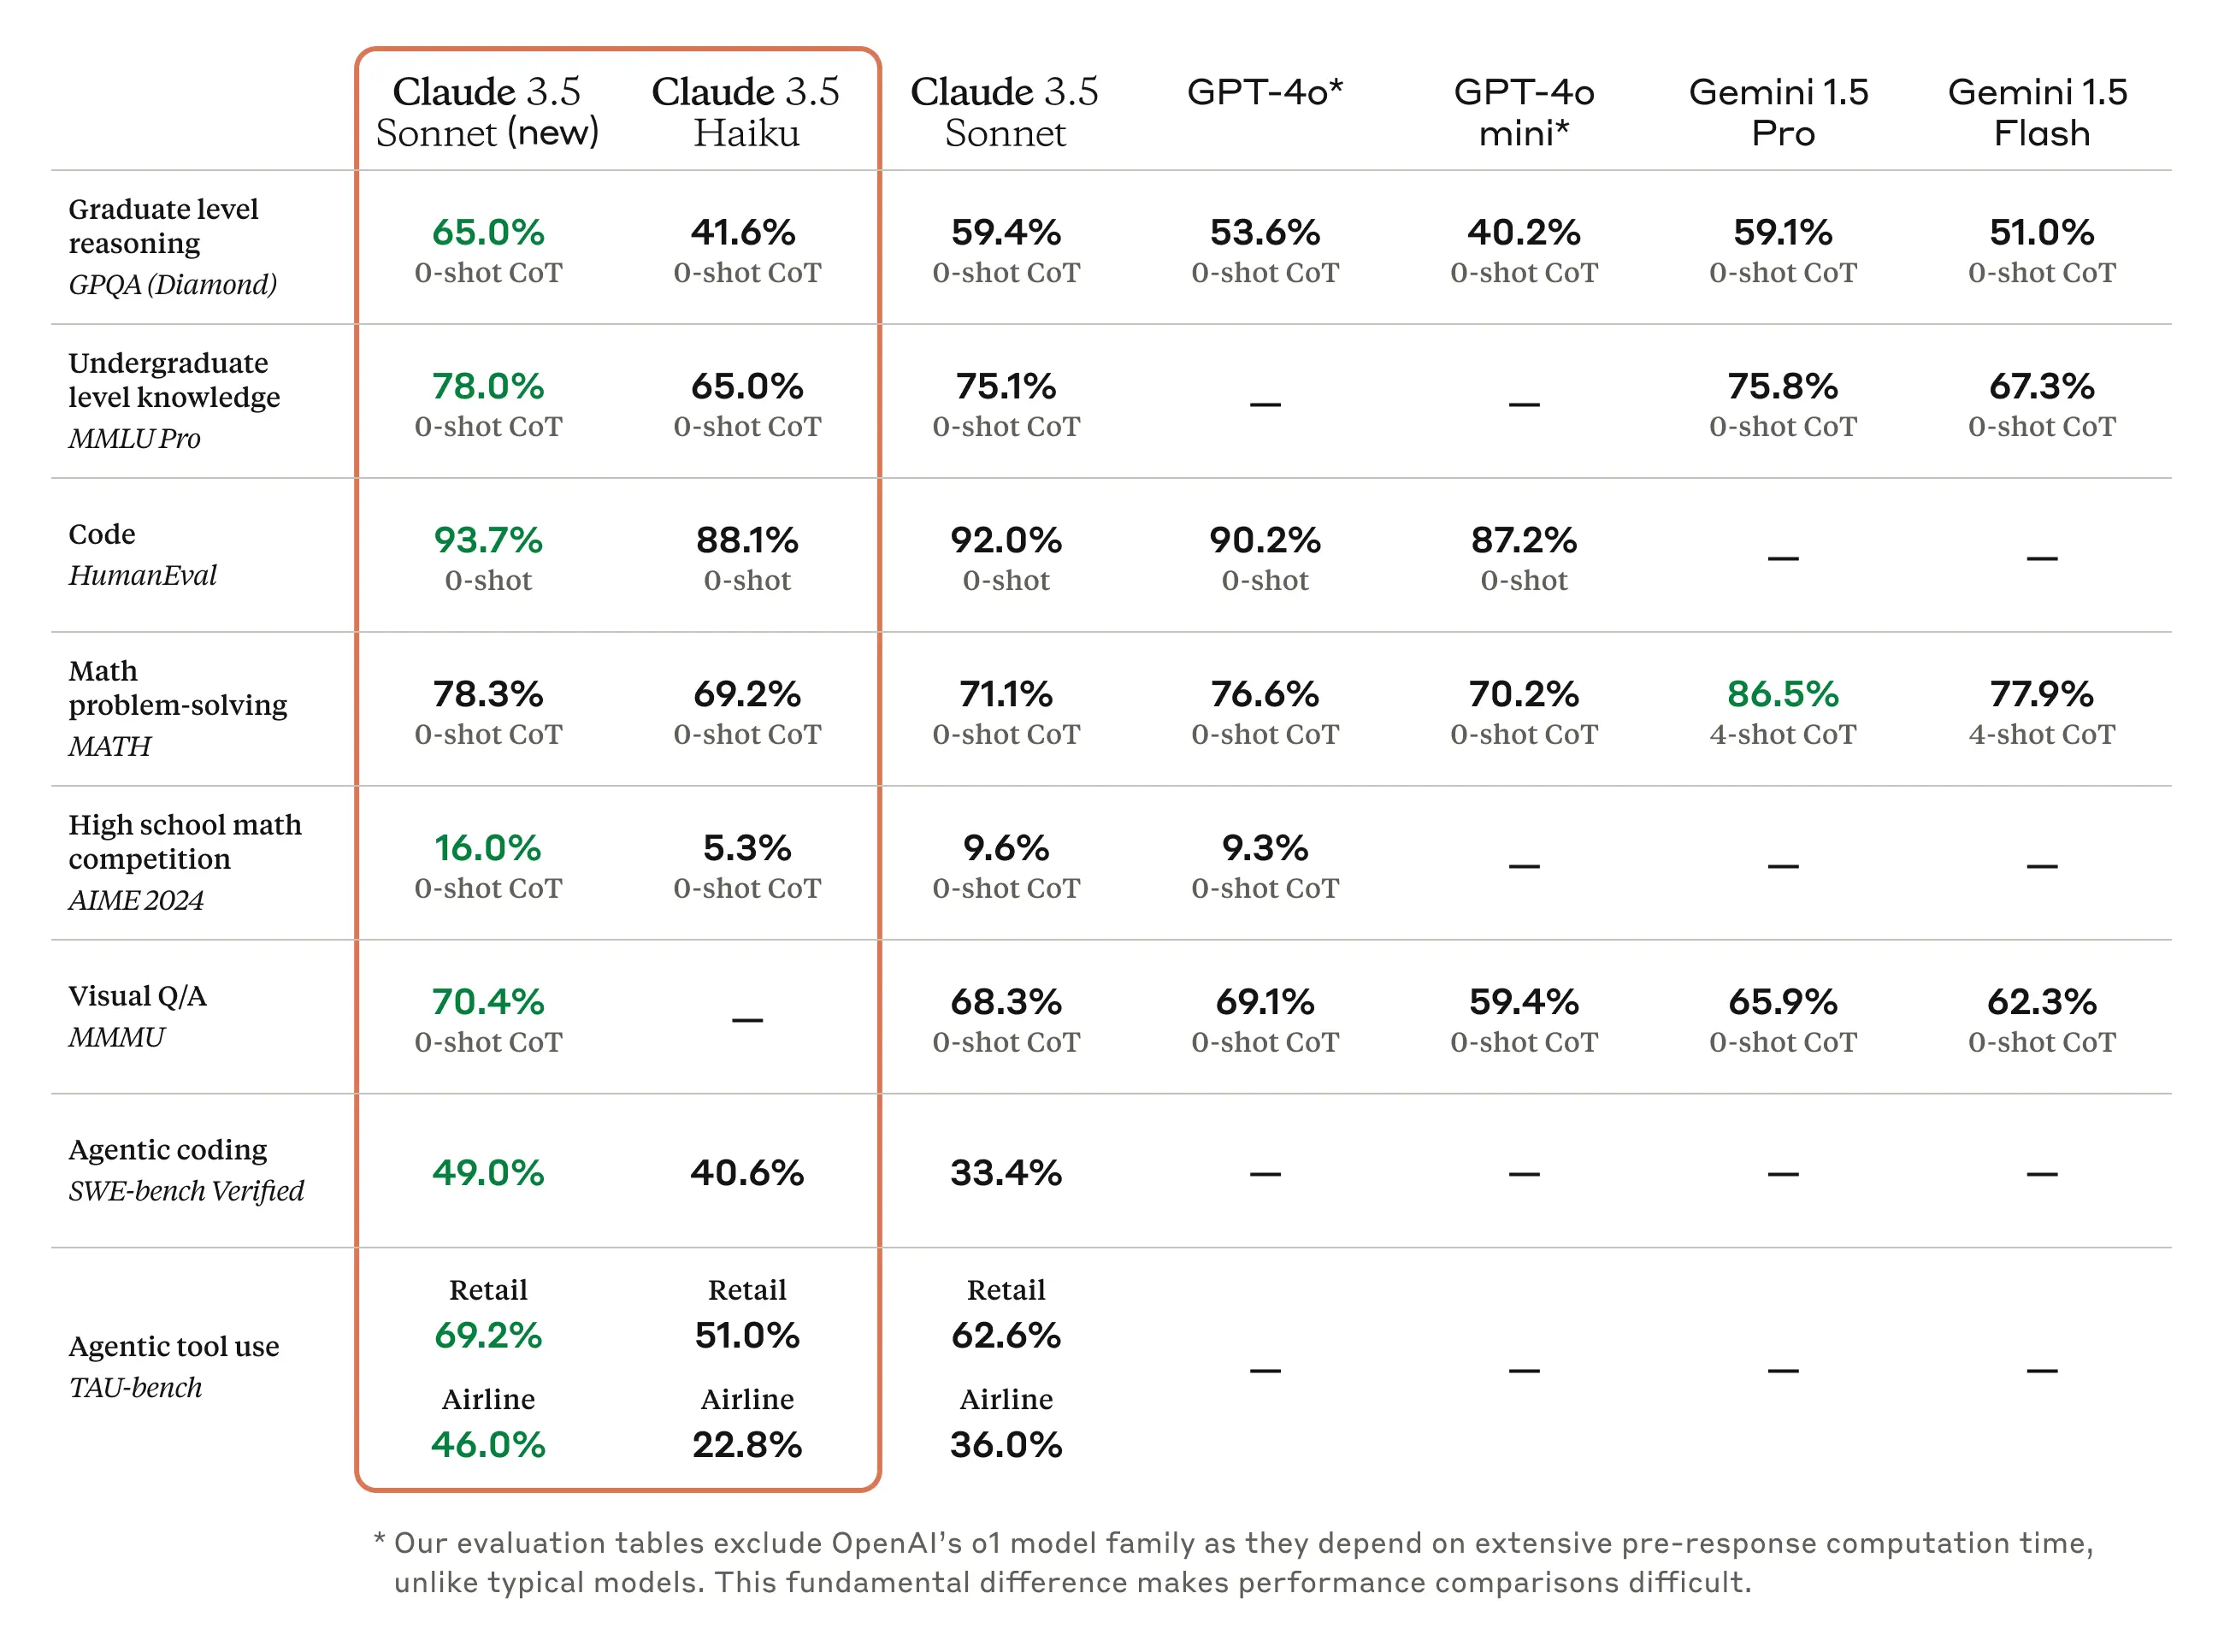 Claude 3.5 Sonnet (new)
Claude 3.5 Haiku
Claude 3.5 Sonnet
GPT-4o*
GPT-4o mini*
Gemini 1.5 Pro
Gemini 1.5 Flash
Graduate level
reasoning
GPQA (Diamond)
65.0% 41.6% 59.4% 53.6% 40.2% 59.1% 51.0%
0-shot CoT 0-shot CoT 0-shot CoT 0-shot CoT 0-shot CoT 0-shot CoT 0-shot CoT
Undergraduate
level knowledge
MMLU Pro
78.0% 65.0% 75.1% — — 75.8% 67.3%
0-shot CoT 0-shot CoT 0-shot CoT 0-shot CoT 0-shot CoT
Code
HumanEval
93.7% 88.1% 92.0% 90.2% 87.2% — —
0-shot 0-shot 0-shot 0-shot 0-shot
Math
problem-solving
MATH
78.3% 69.2% 71.1% 76.6% 70.2% 86.5% 77.9%
0-shot CoT 0-shot CoT 0-shot CoT 0-shot CoT 0-shot CoT 4-shot CoT 4-shot CoT
High school math
competition
AIME 2024
16.0% 5.3% 9.6% 9.3% — — —
0-shot CoT 0-shot CoT 0-shot CoT 0-shot CoT
Visual Q/A
MMMU
70.4% — 68.3% 69.1% 59.4% 65.9% 62.3%
0-shot CoT 0-shot CoT 0-shot CoT 0-shot CoT 0-shot CoT 0-shot CoT
Agentic coding
SWE-bench Verified
49.0% 40.6% 33.4% — — — —
Agentic tool use
TAU-bench
Retail Retail Retail
69.2% 51.0% 62.6% — — — —
Airline Airline Airline
46.0% 22.8% 36.0%
* Our evaluation tables exclude OpenAI’s o1 model family as they depend on extensive pre-response computation time,
unlike typical models. This fundamental difference makes performance comparisons difficult.